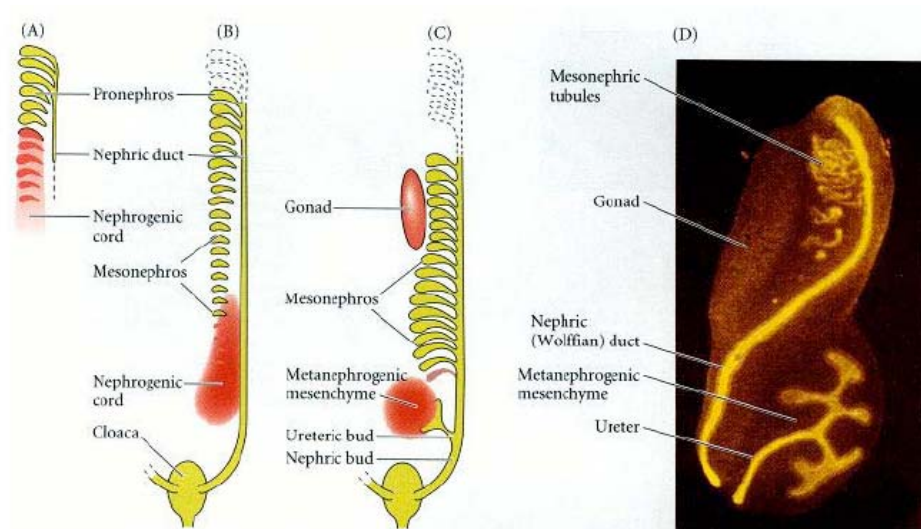 (A)
(B)
(C)
(D)
Pronephros
Nephric duct
Nephrogenic
cord
Mesonephros
Nephrogenic
cord
Cloaca
Gonad
Mesonephros
Metanephrogenic
mesenchyme
Ureteric bud
Nephric bud
Mesonephric
tubules
Gonad
Nephric
(Wolffian) duct
Metanephrogenic
mesenchyme
Ureter